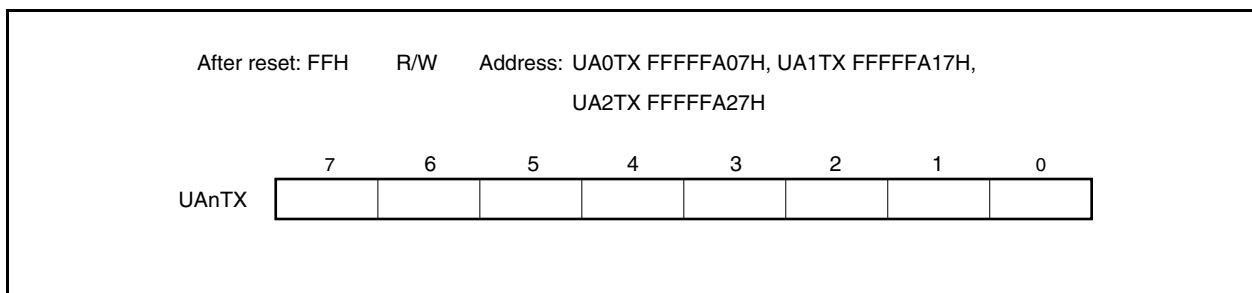 After reset: FFH R/W Address: UA0TX FFFFFA07H, UA1TX FFFFFA17H,
UA2TX FFFFFA27H
7 6 5 4 3 2 1 0
UAnTX